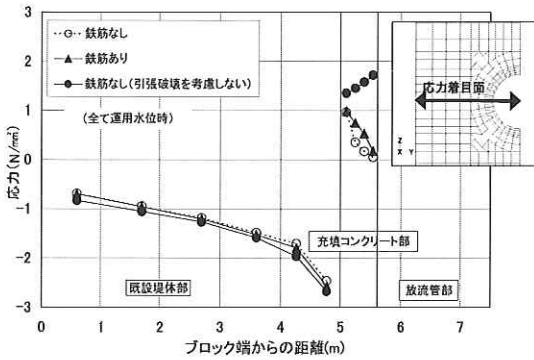 3
2
1
0
-1
-2
-3
応力(N/mm²)
鉄筋なし
鉄筋あり
鉄筋なし(引張破壊を考慮しない)
(全て運用水位時)
応力着目面
Z
X Y
充填コンクリート部
既設堤体部
放流管部
0 1 2 3 4 5 6 7
ブロック端からの距離(m)